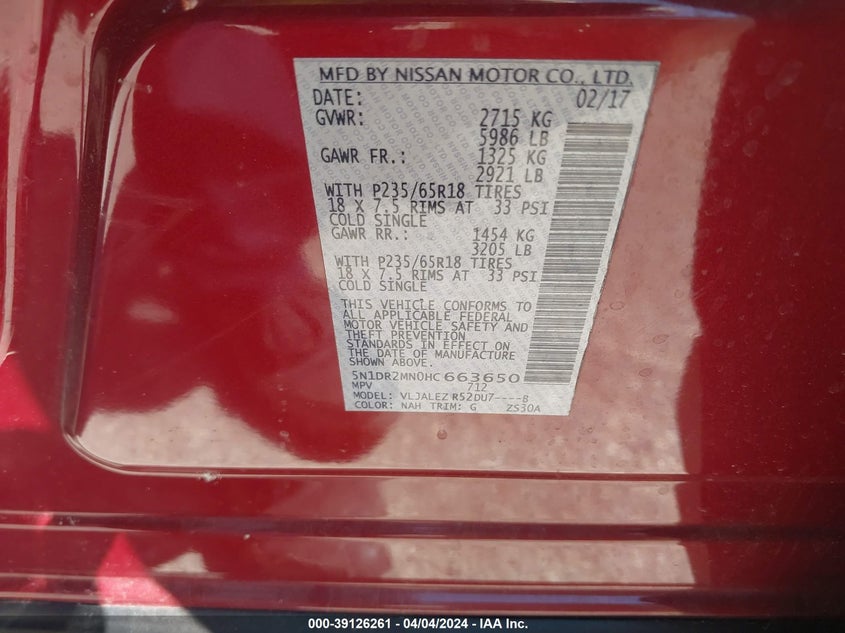 MFD BY NISSAN MOTOR CO., LTD.
DATE: 02/17
GVWR: 2715 KG
5986 LB
GAWR FR.: 1325 KG
2921 LB
WITH P235/65R18 TIRES
18 X 7.5 RIMS AT 33 PSI
COLD SINGLE
GAWR RR.: 1454 KG
3205 LB
WITH P235/65R18 TIRES
18 X 7.5 RIMS AT 33 PSI
COLD SINGLE
THIS VEHICLE CONFORMS TO
ALL APPLICABLE FEDERAL
MOTOR VEHICLE SAFETY AND
THEFT PREVENTION
STANDARDS IN EFFECT ON
THE DATE OF MANUFACTURE
SHOWN ABOVE.
5N1DR2MN0HC663650
MPV 712
MODEL: VLJALEZ R52DU7----B
COLOR: NAH TRIM: G ZS30A
000-39126261 - 04/04/2024 - IAA Inc.